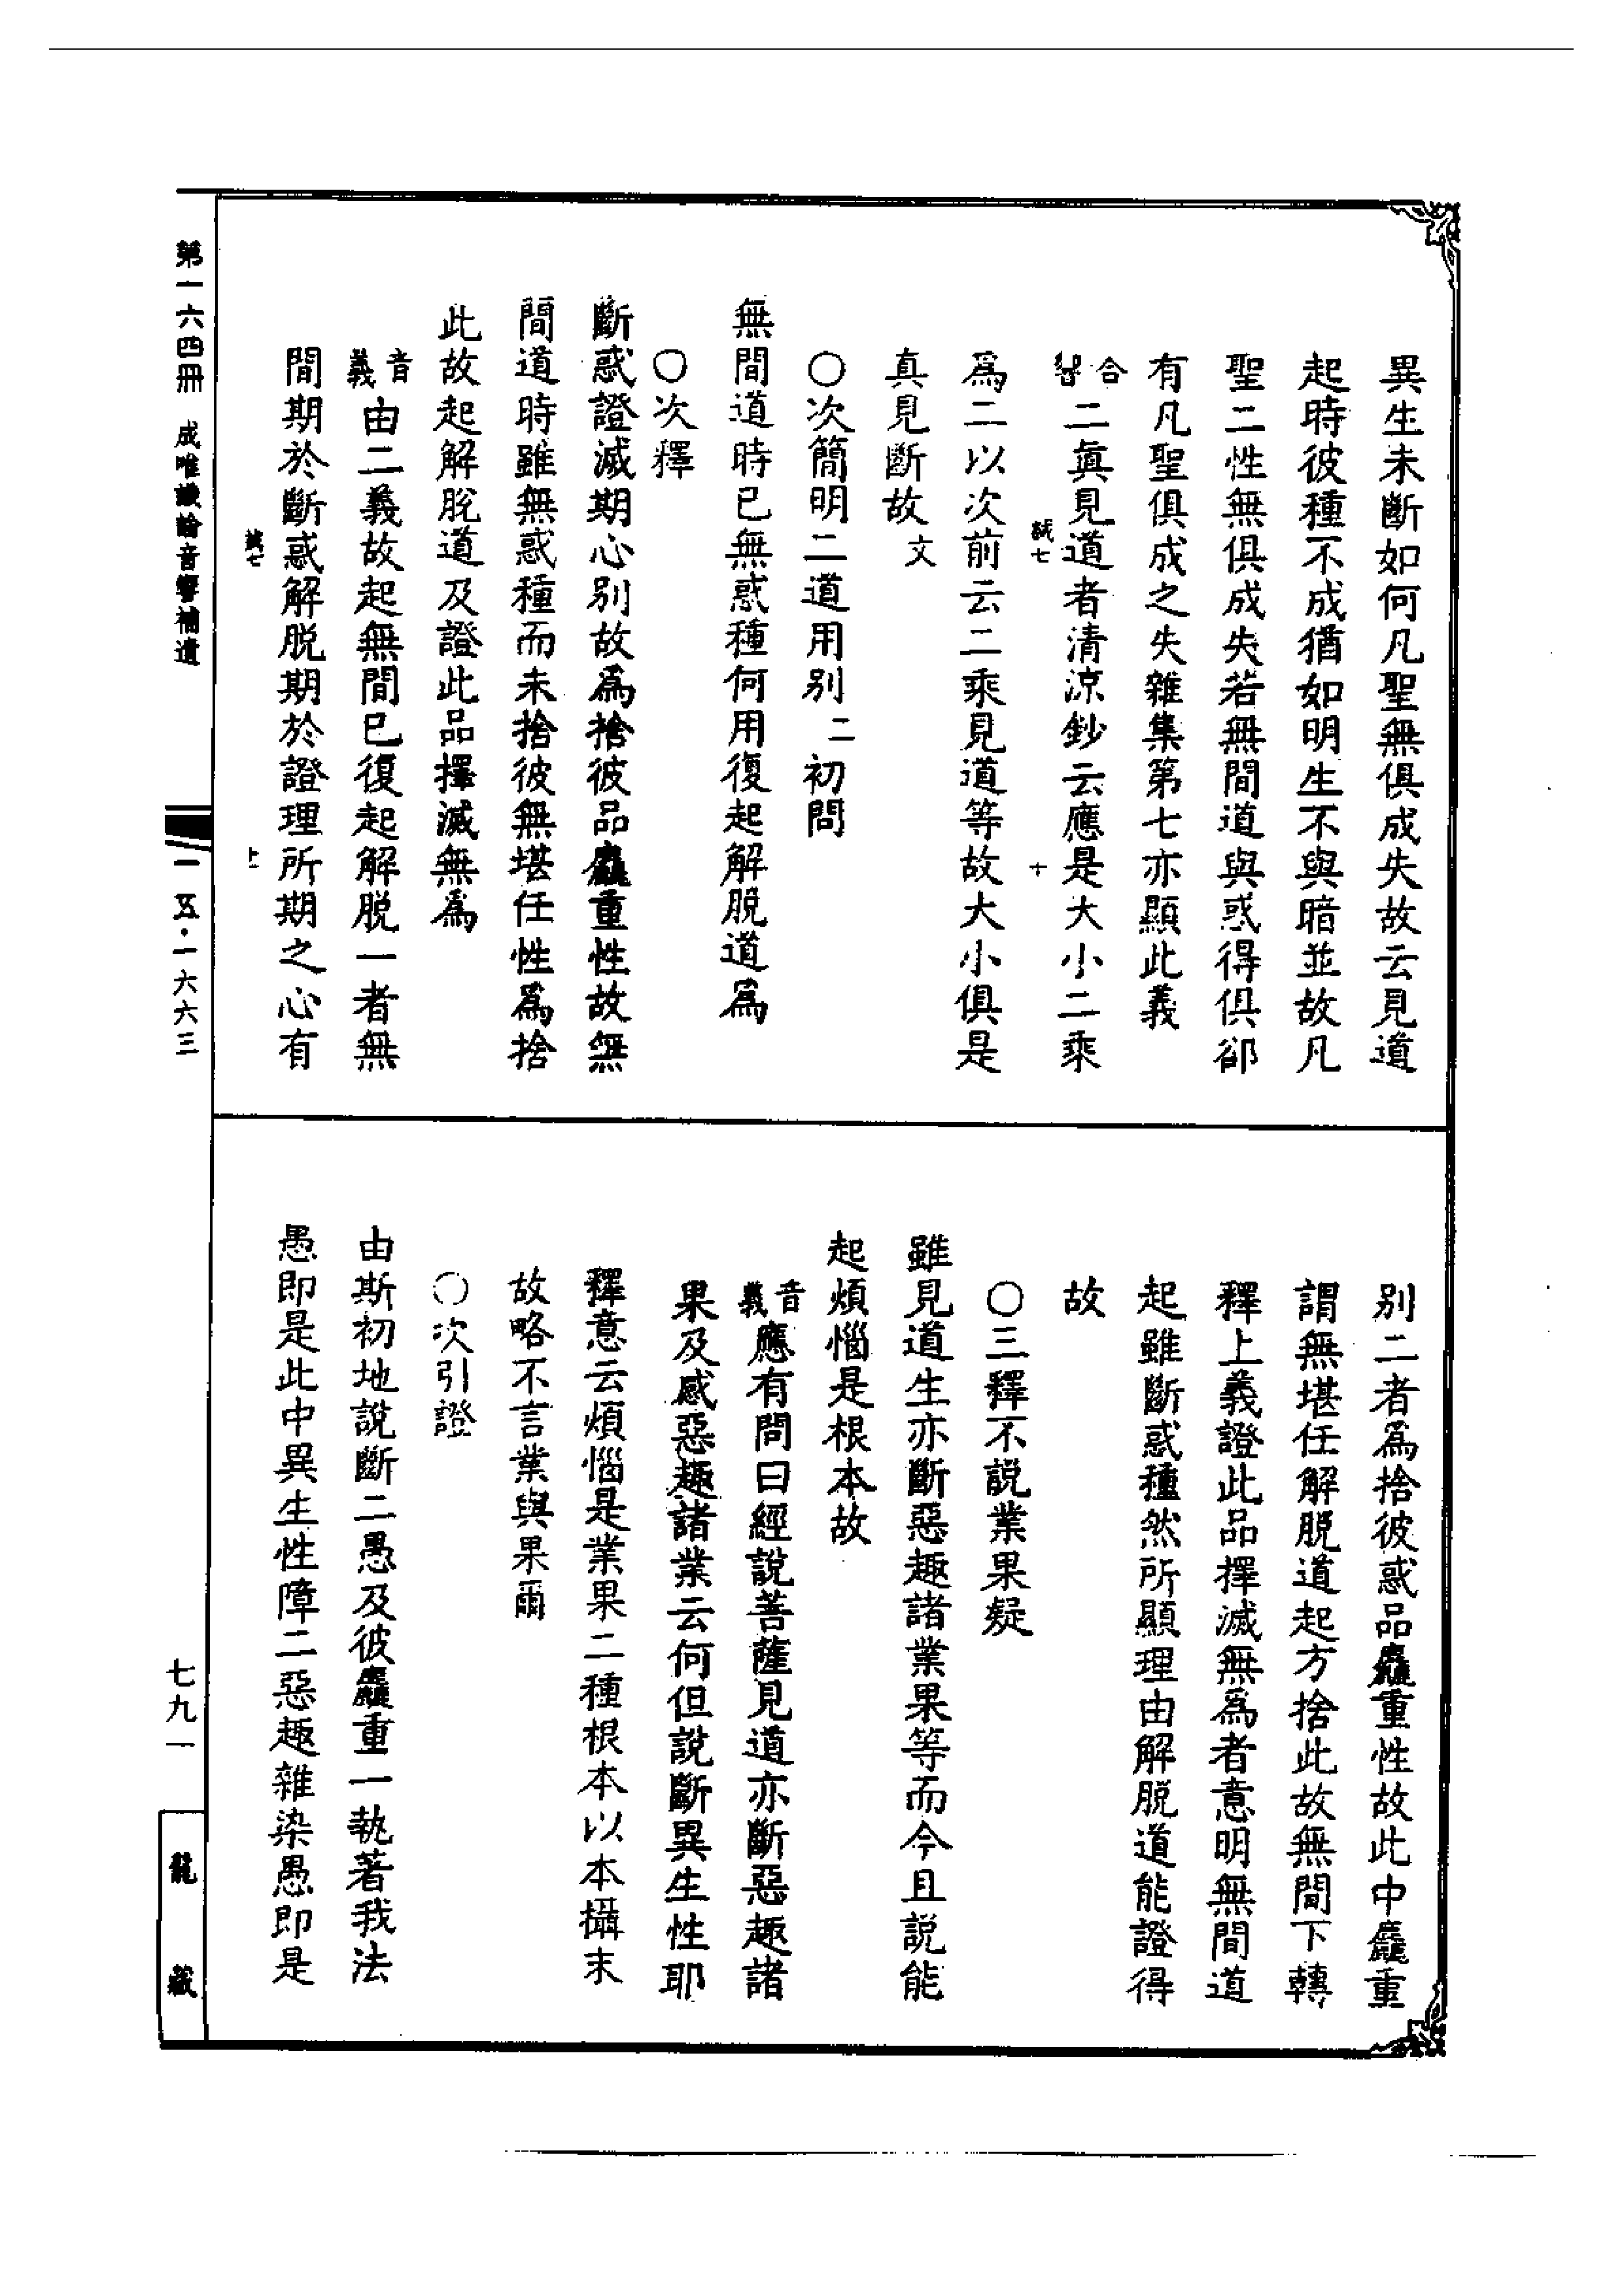 異生未斷如何凡聖無俱成失故云見道
起時彼種不成猶如明生不與暗並故凡
聖二性無俱成失若無間道與惑得俱卻
有凡聖俱成之失雜集第七亦顯此義
合響二眞見道者清涼鈔云應是大小二乘
為二以次前云二乘見道等故大小俱是
真見斷故文
〇次簡明二道用別二初問
無間道時已無惑種何用復起解脫道為
〇次釋
斷惑證滅期心別故為捨彼品麤重性故無
間道時雖無惑種而未捨彼無堪任性為捨
此故起解脫道及證此品擇滅無為
音義由二義故起無間已復起解脫一者無
間期於斷惑解脫期於證理所期之心有
別二者為捨彼惑品麤重性故此中麤重
謂無堪任解脫道起方捨此故無間下轉
釋上義證此品擇滅無為者意明無間道
起雖斷惑種然所顯理由解脫道能證得
故
〇三釋不說業果疑
雖見道生亦斷惡趣諸業果等而今且說能
起煩惱是根本故
音義應有問曰經說菩薩見道亦斷惡趣諸
果及感惡趣諸業云何但說斷異生性耶
釋意云煩惱是業果二種根本以本攝末
故略不言業與果爾
〇次引證
由斯初地說斷二愚及彼麤重一執著我法
愚即是此中異生性障二惡趣雜染愚即是
第一六四冊 成唯識論音響補遺
一五·一六六三
七九一
龍藏